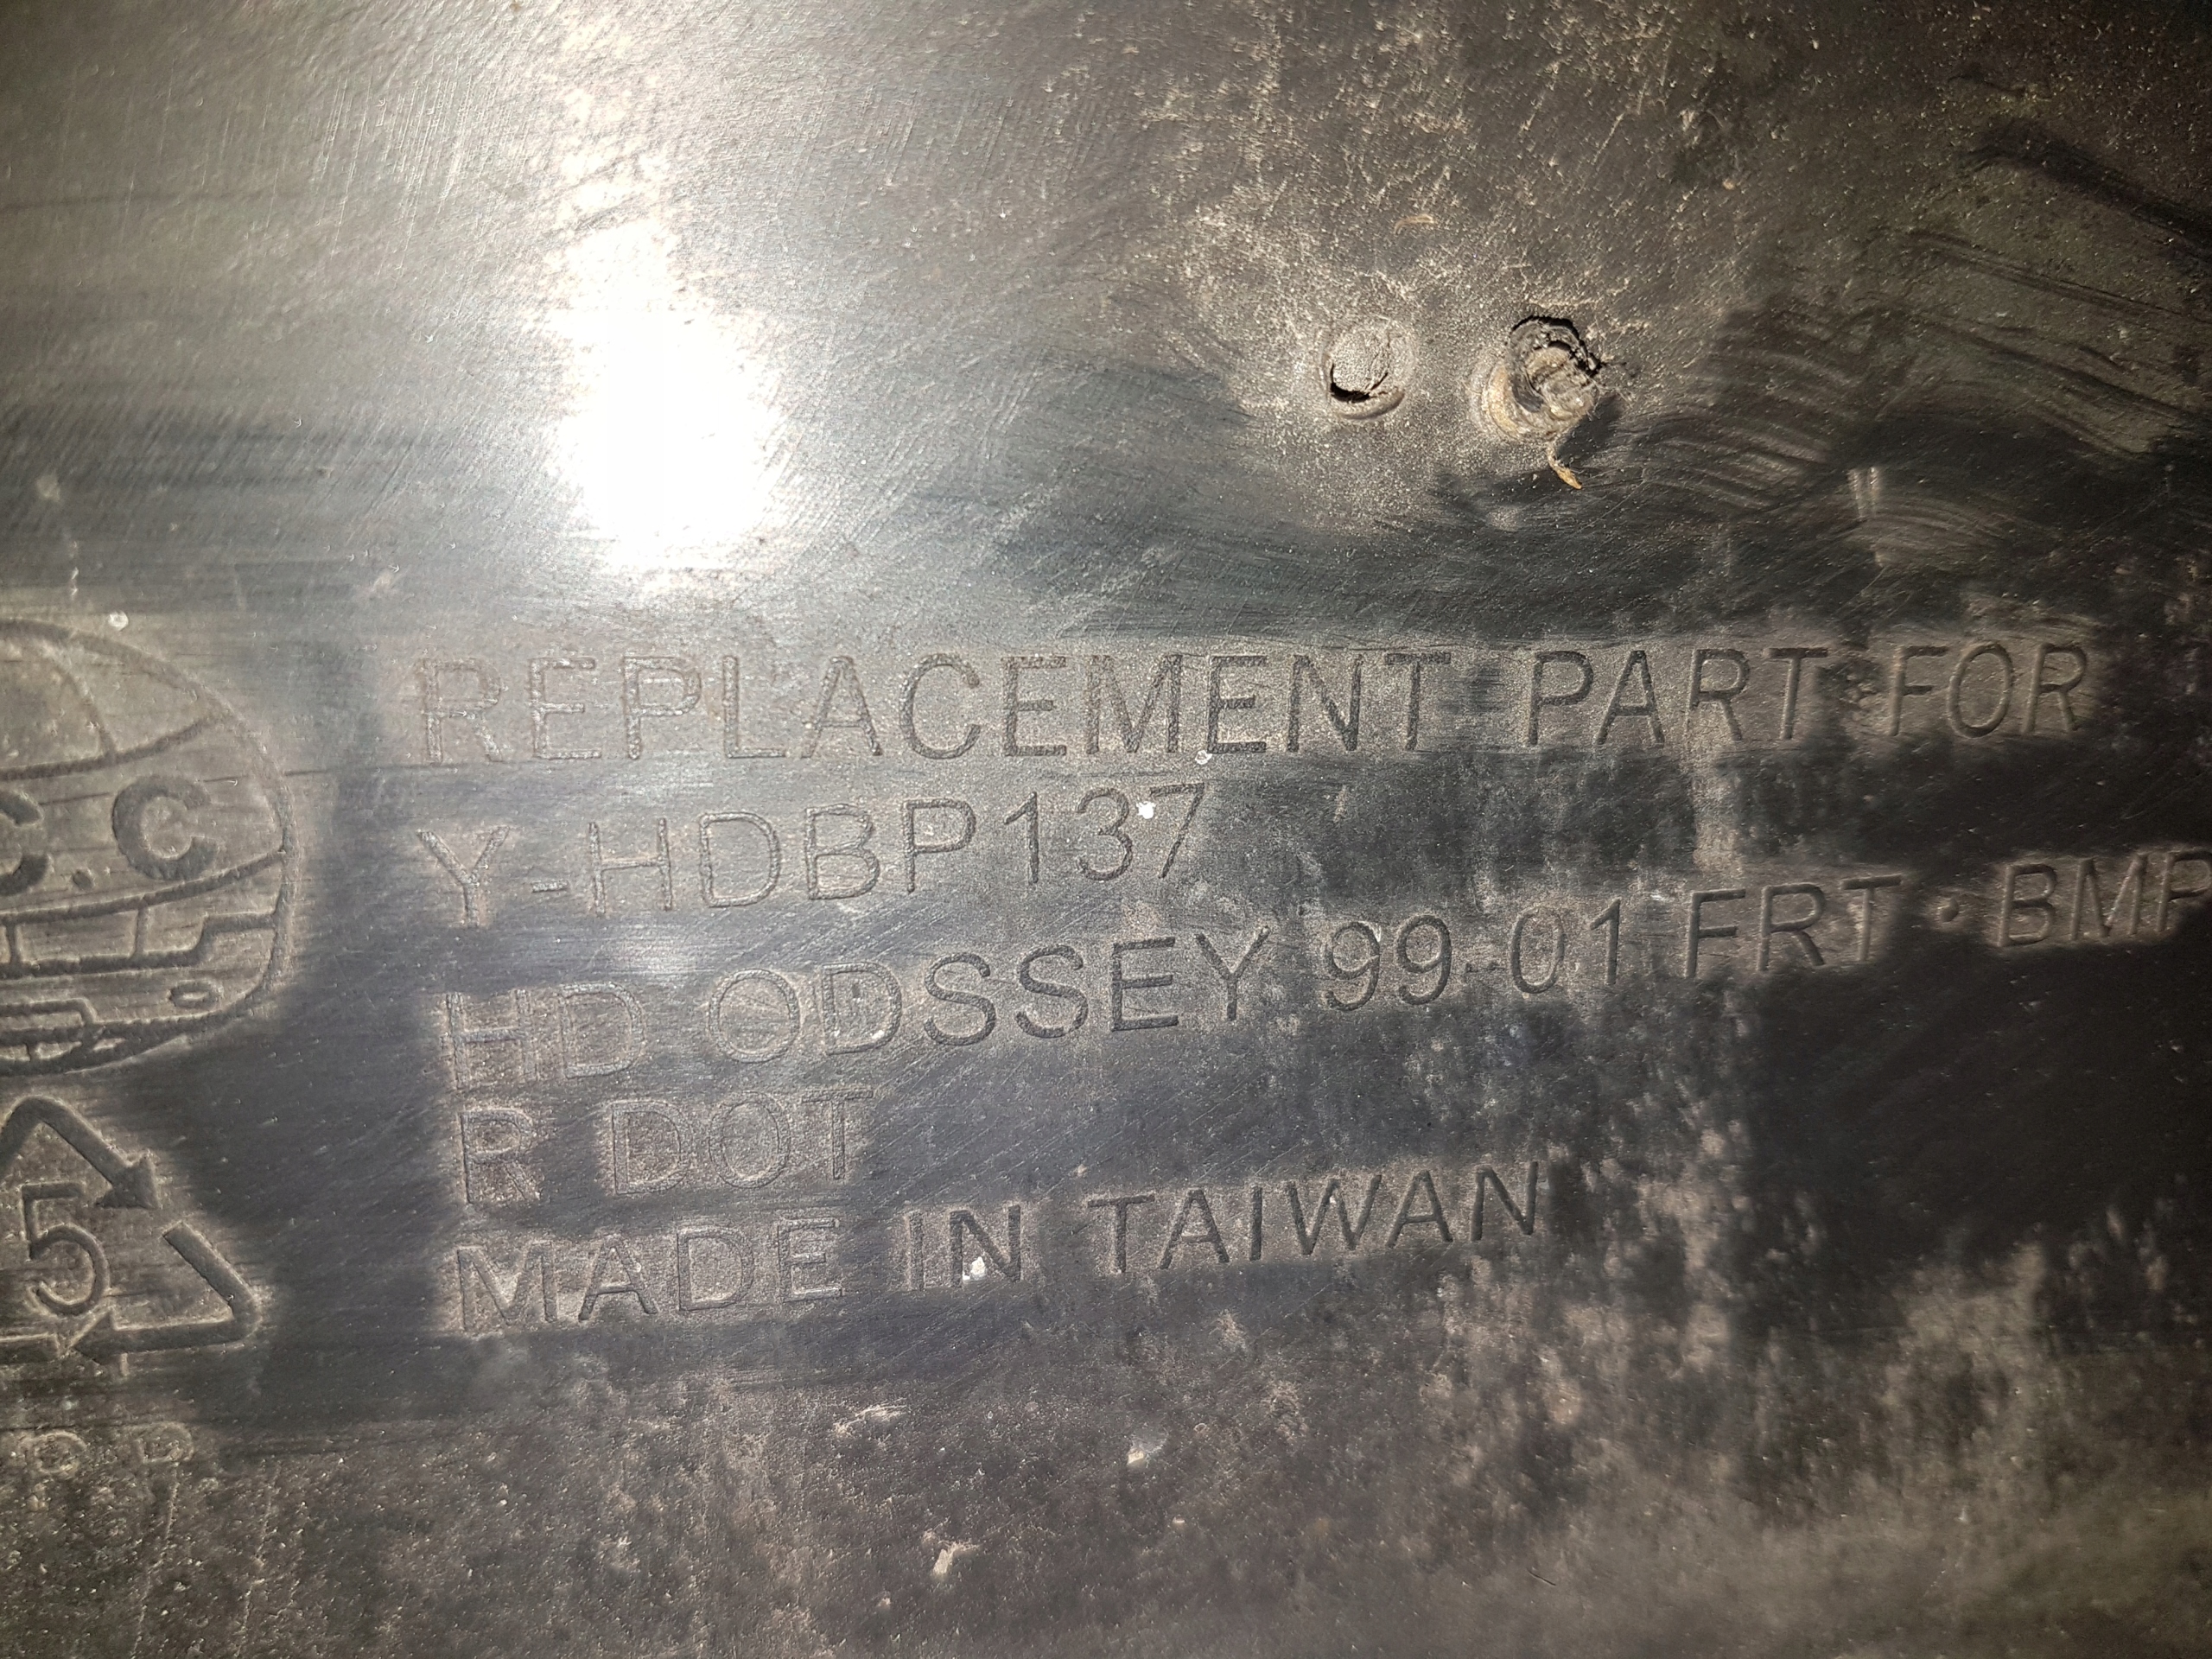 REPLACEMENT PART FOR
Y-HDBP137
HD ODSSEY 99-01 FRT·BMP
R DOT
MADE IN TAIWAN
C.C
5